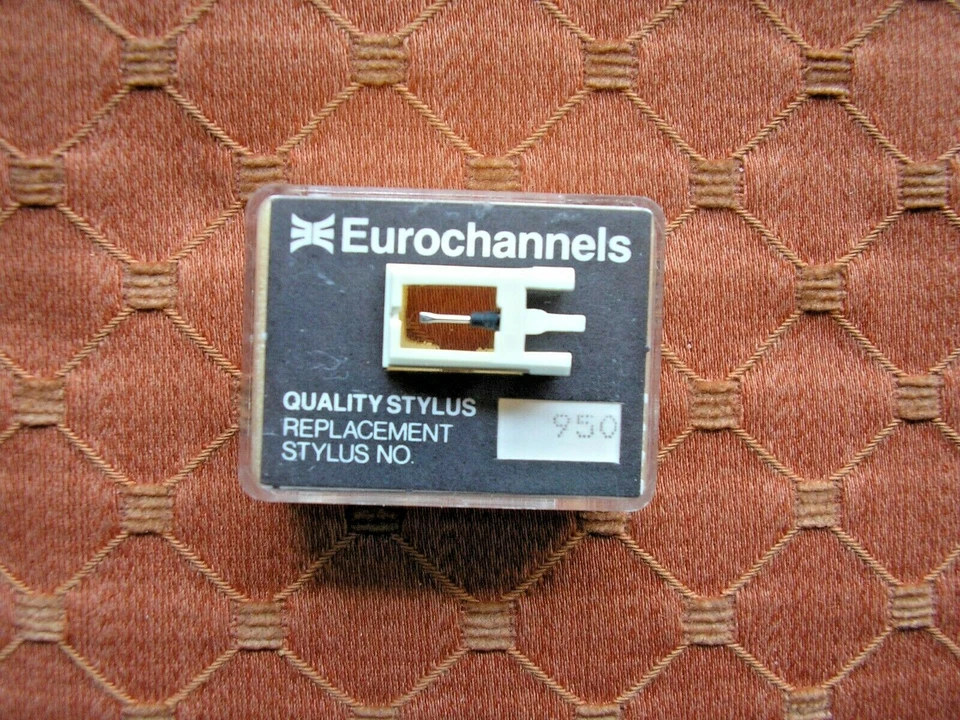 Eurochannels
QUALITY STYLUS
REPLACEMENT
STYLUS NO.
950